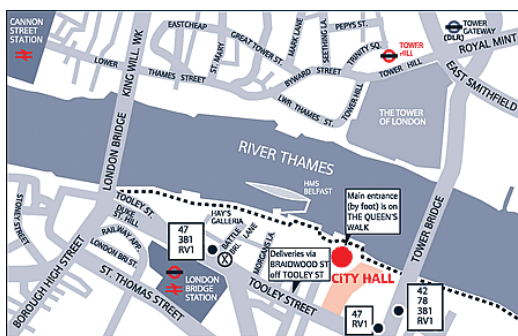 CANNON
STREET
STATION
KING WILL. WK
EASTCHEAP
GREAT TOWER ST.
ST. MARY
MARK LANE
SEETHING LA.
PEPYS ST.
TRINITY SQ.
TOWER
HILL
TOWER
GATEWAY
(DLR)
ROYAL MINT
LOWER
THAMES STREET
BYWARD STREET
TOWER HILL
LWR THAMES ST.
TOWER HILL
EAST SMITHFIELD
THE TOWER
OF LONDON
RIVER THAMES
HMS
BELFAST
LONDON BRIDGE
TOWER BRIDGE
Main entrance
(by foot) is on
THE QUEEN'S
WALK
STONEY STREET
TOOLEY ST.
DUKE
ST. HILL
RAILWAY APP.
LONDON BRI ST.
47
381
RV1
HAY'S
GALLERIA
BATTLE
BRI. LANE
MORGANS LA.
Deliveries via
BRAIDWOOD ST
off TOOLEY ST
CITY HALL
BOROUGH HIGH STREET
ST. THOMAS STREET
LONDON
BRIDGE
STATION
TOOLEY STREET
47
RV1
42
78
381
RV1